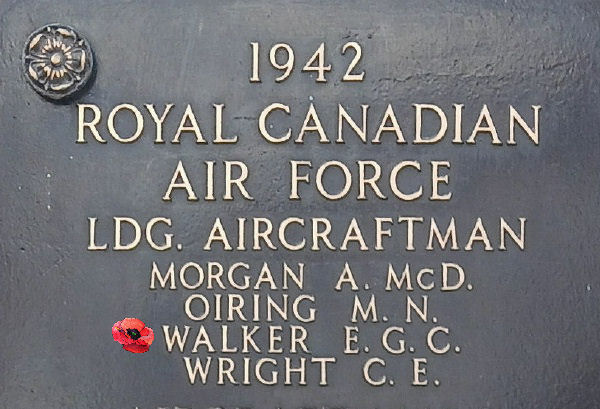 1942
ROYAL CANADIAN
AIR FORCE
LDG. AIRCRAFTMAN
MORGAN A. McD.
OIRING M. N.
WALKER E. G. C.
WRIGHT C. E.